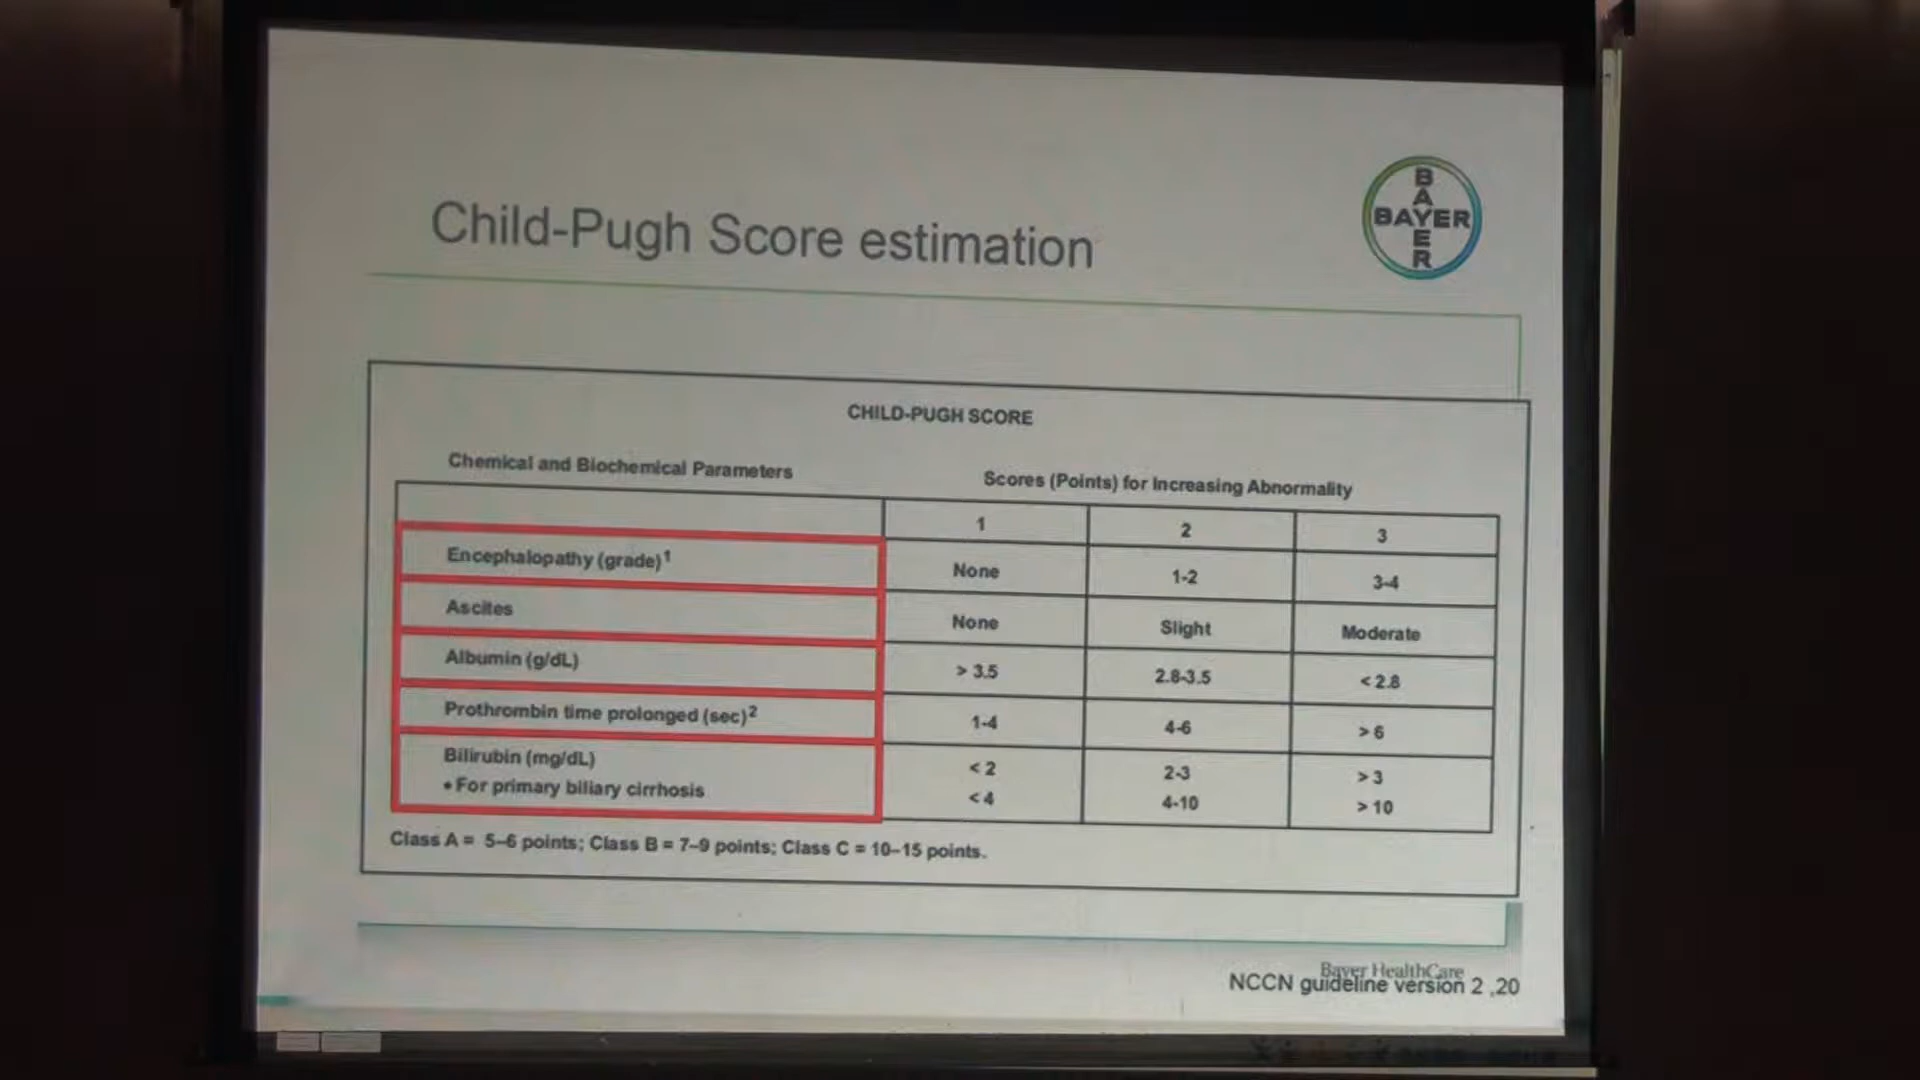 Child-Pugh Score estimation
B
A
BAYER
E
R
CHILD-PUGH SCORE
Chemical and Biochemical Parameters
Scores (Points) for Increasing Abnormality
1 2 3
Encephalopathy (grade)1 None 1-2 3-4
Ascites None Slight Moderate
Albumin (g/dL) > 3.5 2.8-3.5 < 2.8
Prothrombin time prolonged (sec)2 1-4 4-6 > 6
Bilirubin (mg/dL) < 2 2-3 > 3
• For primary biliary cirrhosis < 4 4-10 > 10
Class A = 5–6 points; Class B = 7–9 points; Class C = 10–15 points.
Bayer HealthCare
NCCN guideline version 2 ,20